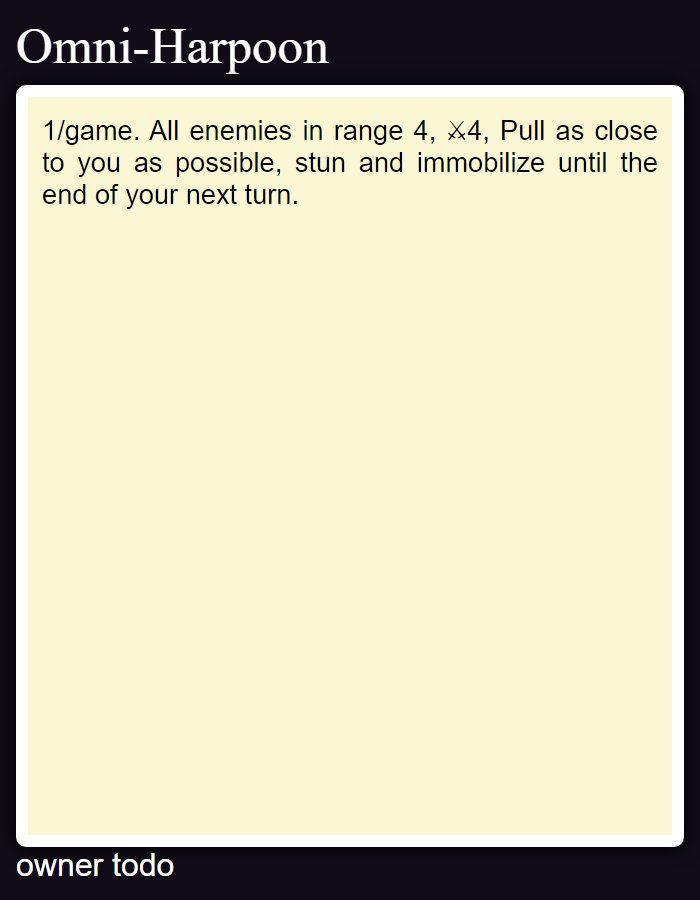 Omni-Harpoon
1/game. All enemies in range 4, ⚔4, Pull as close
to you as possible, stun and immobilize until the
end of your next turn.
owner todo